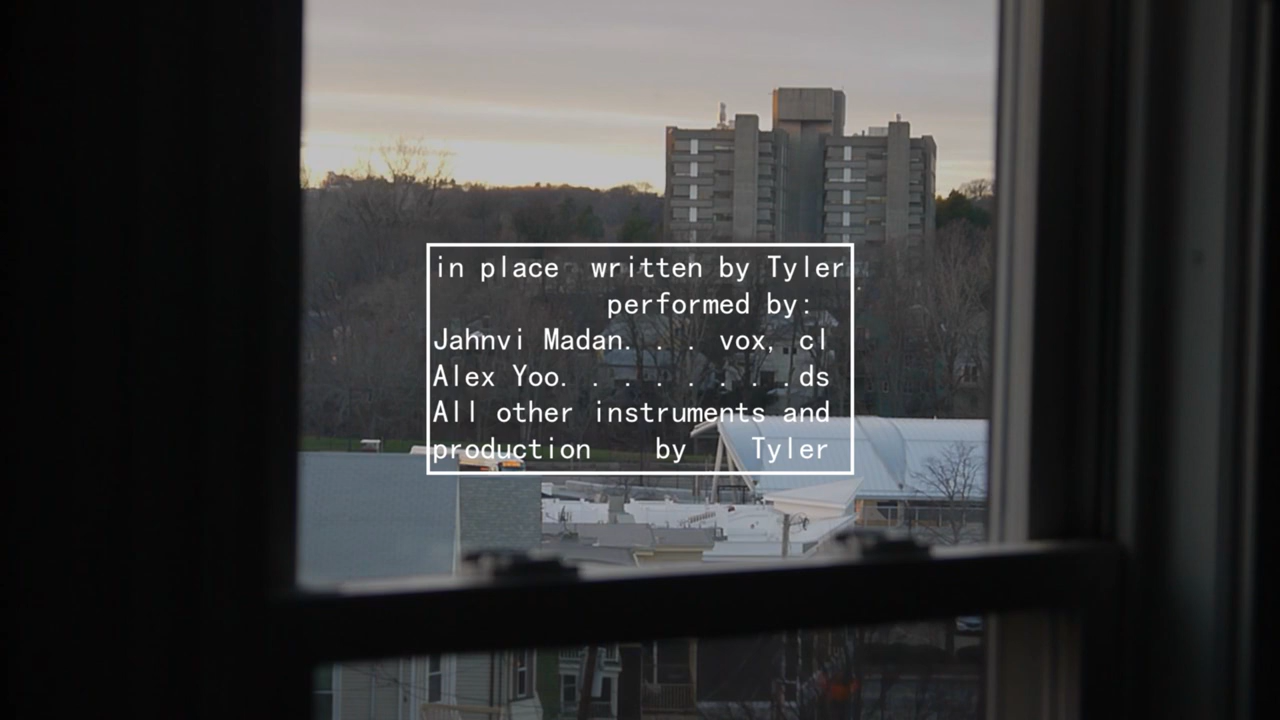 in place written by Tyler
performed by:
Jahnvi Madan. . . vox, cl
Alex Yoo. . . . . . . .ds
All other instruments and
production by Tyler